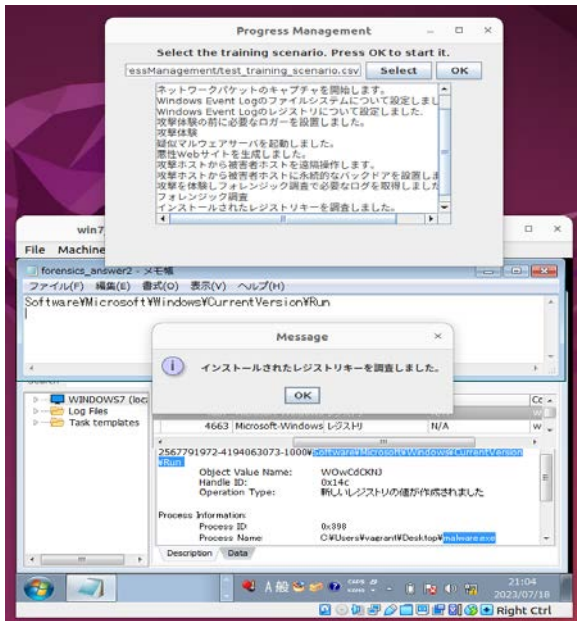 Progress Management
Select the training scenario. Press OK to start it.
essManagement/test_training_scenario.csv Select OK
ネットワークパケットのキャプチャを開始します。
Windows Event Logのファイルシステムについて設定しまし
Windows Event Logのレジストリについて設定しました.
攻撃体験の前に必要なロガーを設置しました。
攻撃体験
疑似マルウェアサーバを起動しました。
悪性Webサイトを生成しました。
攻撃ホストから被害者ホストを遠隔操作します。
攻撃ホストから被害者ホストに永続的なバックドアを設置しま
攻撃を体験しフォレンジック調査で必要なログを取得しました
フォレンジック調査
インストールされたレジストリキーを調査しました。
win7
File Machine
forensics_answer2 - メモ帳
ファイル(F) 編集(E) 書式(O) 表示(V) ヘルプ(H)
Software¥Microsoft¥Windows¥CurrentVersion¥Run
Message
インストールされたレジストリキーを調査しました。
OK
WINDOWS7 (loc
Log Files
Task templates
4663 Microsoft-Windows レジストリ N/A
2567791972-4194063073-1000¥Software¥Microsoft¥Windows¥CurrentVersion
¥Run
Object Value Name: WOwCdCKNJ
Handle ID: 0x14c
Operation Type: 新しいレジストリの値が作成されました
Process Information:
Process ID: 0x898
Process Name: C:¥Users¥vagrant¥Desktop¥malware.exe
Description Data
A 般
21:04
2023/07/18
Right Ctrl